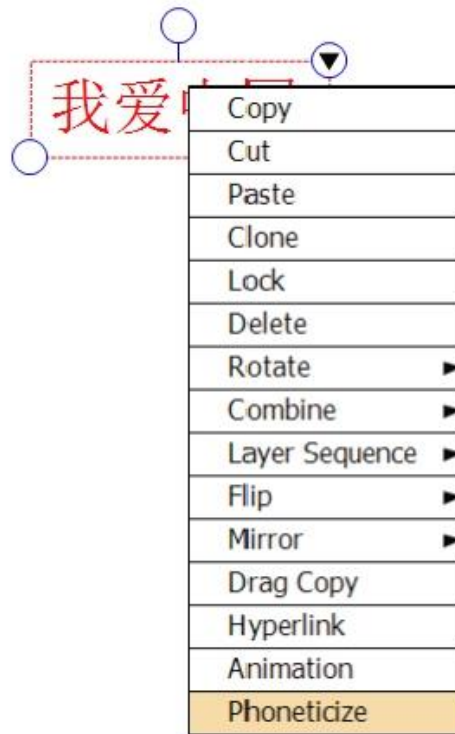 我爱
Copy
Cut
Paste
Clone
Lock
Delete
Rotate
Combine
Layer Sequence
Flip
Mirror
Drag Copy
Hyperlink
Animation
Phoneticize